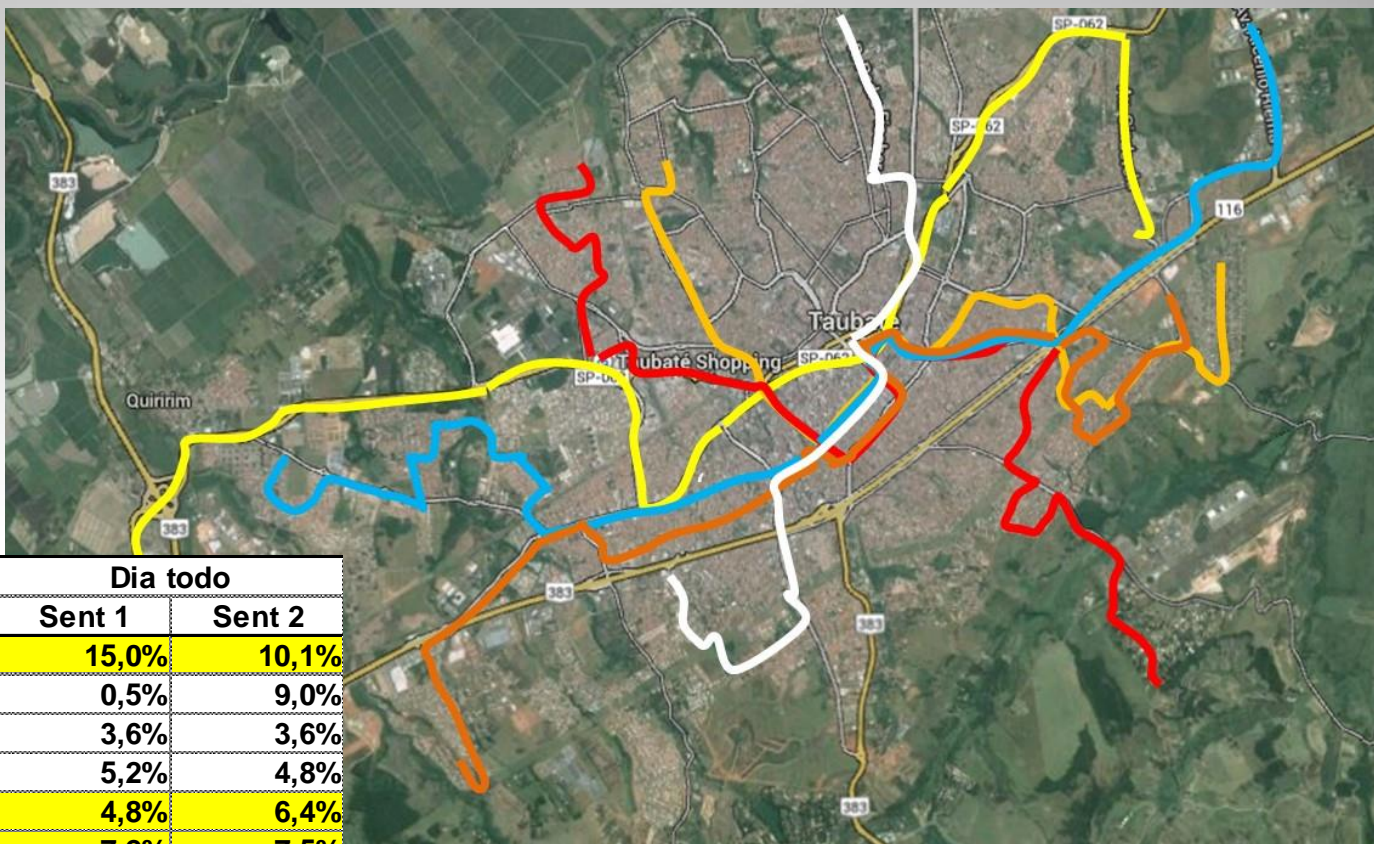 SP-062
SP-062
383
116
Taubaté
Taubaté Shopping
SP-062
Quiririm
383
383
383
383
Dia todo
Sent 1 Sent 2
15,0% 10,1%
0,5% 9,0%
3,6% 3,6%
5,2% 4,8%
4,8% 6,4%
7,5%